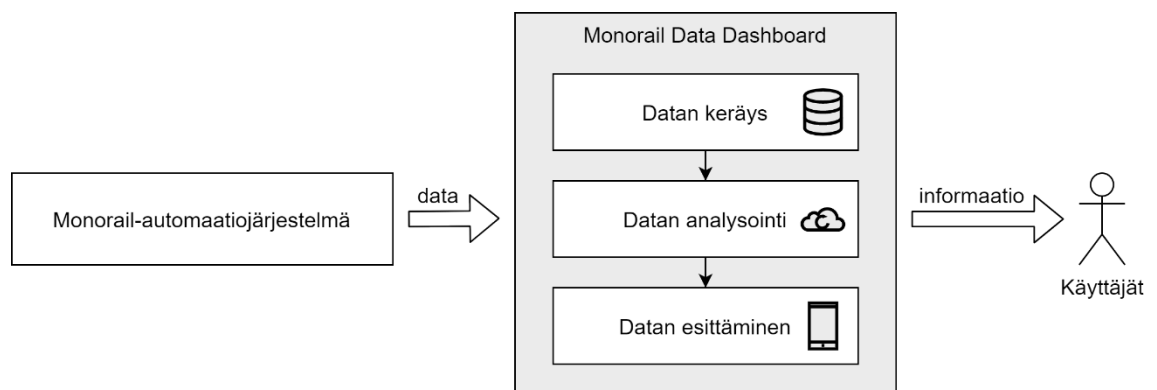 Monorail Data Dashboard
Datan keräys
Monorail-automaatiojärjestelmä
data
Datan analysointi
informaatio
Käyttäjät
Datan esittäminen